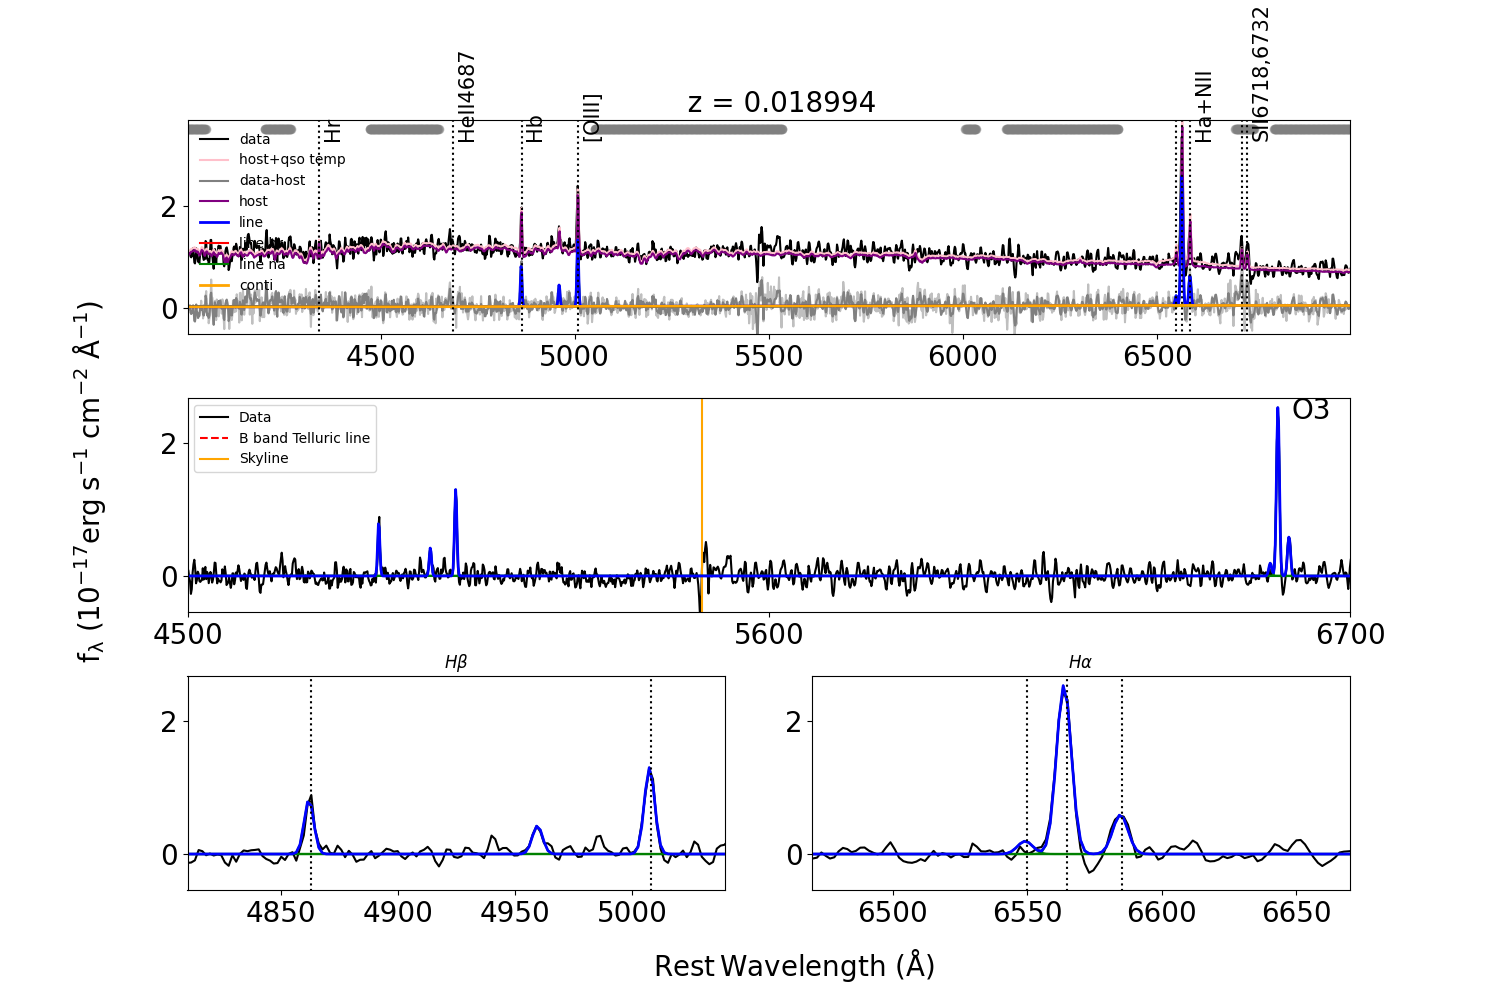 z = 0.018994
Hr
HeII4687
Hb
[OIII]
Ha+NII
SII6718,6732
data
host+qso temp
data-host
host
line
line na
conti
2
0
4500
5000
5500
6000
6500
fλ (10−17erg s−1 cm−2 Å−1)
Data
B band Telluric line
Skyline
O3
2
0
4500
5600
6700
Hβ
2
0
4850
4900
4950
5000
Hα
2
0
6500
6550
6600
6650
Rest Wavelength (Å)